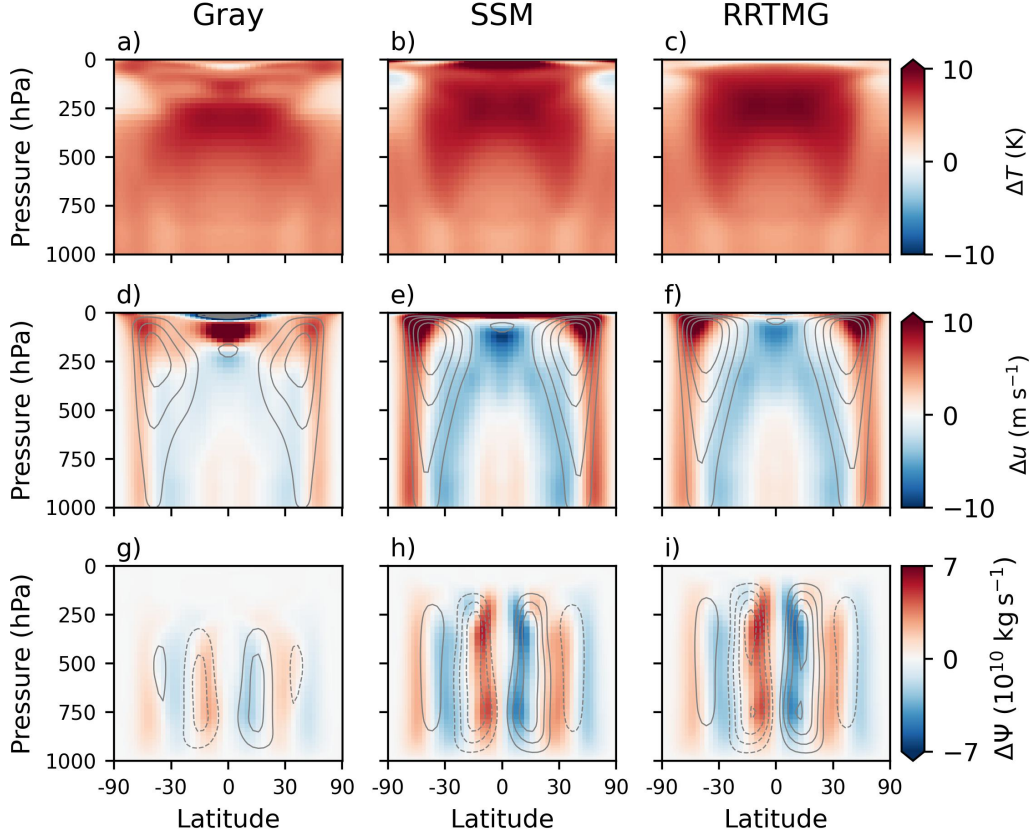 Gray SSM RRTMG
a) b) c)
0
250
500
750
1000
Pressure (hPa)
10
0
−10
ΔT (K)
d) e) f)
0
250
500
750
1000
Pressure (hPa)
10
0
−10
Δu (m s⁻¹)
g) h) i)
0
250
500
750
1000
Pressure (hPa)
7
0
−7
ΔΨ (10¹⁰ kg s⁻¹)
-90 -30 0 30 90 -90 -30 0 30 90 -90 -30 0 30 90
Latitude Latitude Latitude